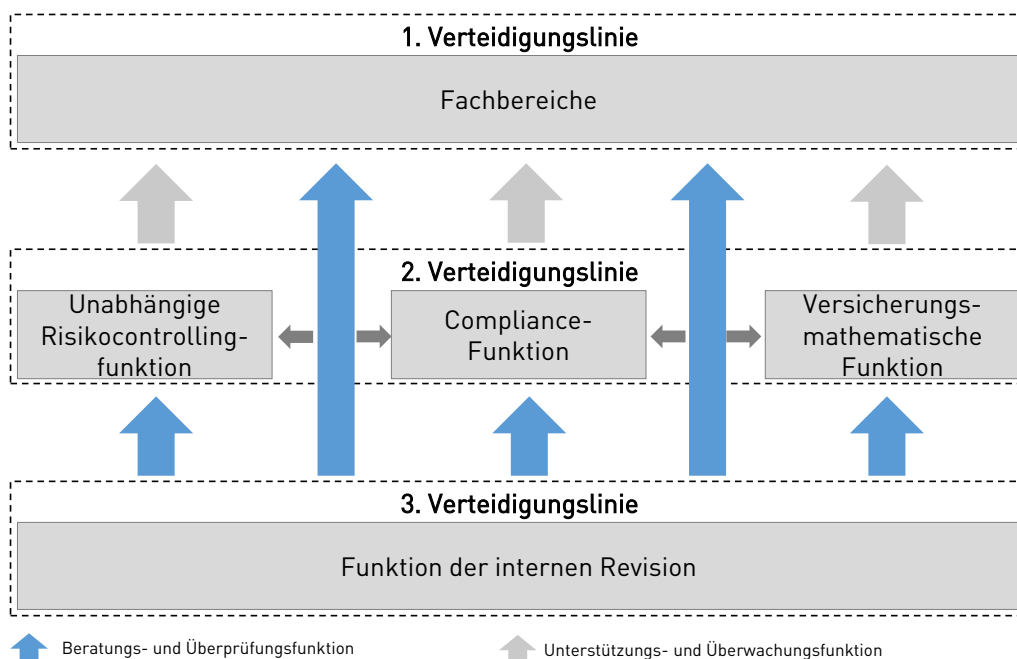 1. Verteidigungslinie
Fachbereiche
2. Verteidigungslinie
Unabhängige
Risikocontrolling-
funktion
Compliance-
Funktion
Versicherungs-
mathematische
Funktion
3. Verteidigungslinie
Funktion der internen Revision
Beratungs- und Überprüfungsfunktion
Unterstützungs- und Überwachungsfunktion